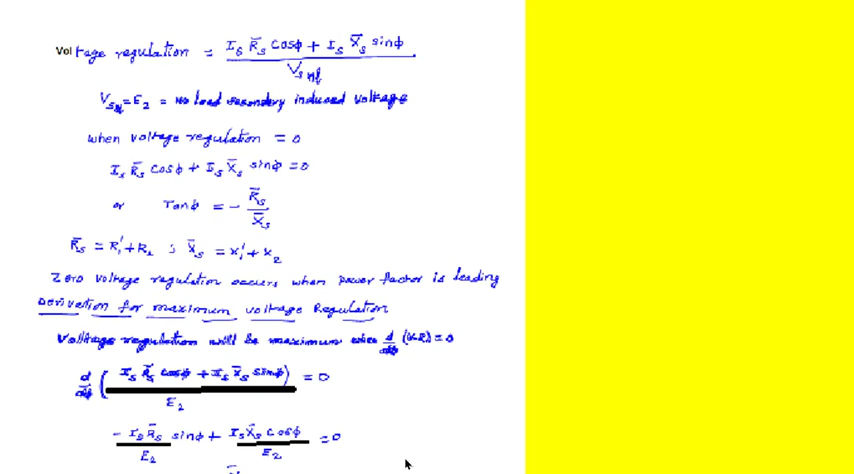 Voltage regulation = (I_s R̄_s cosφ + I_s X̄_s sinφ) / V_s nl
V_s nl = E_2 = no load secondary induced voltage
when voltage regulation = 0
I_s R̄_s cosφ + I_s X̄_s sinφ = 0
or Tanφ = - R̄_s / X̄_s
R̄_s = R_1' + R_2 ; X̄_s = X_1' + X_2
Zero voltage regulation occurs when power factor is leading
Derivation for maximum voltage Regulation
Voltage regulation will be maximum when d/dφ (V.R) = 0
d/dφ ( (I_s R̄_s cosφ + I_s X̄_s sinφ) / E_2 ) = 0
- (I_s R̄_s / E_2) sinφ + (I_s X̄_s cosφ) / E_2 = 0